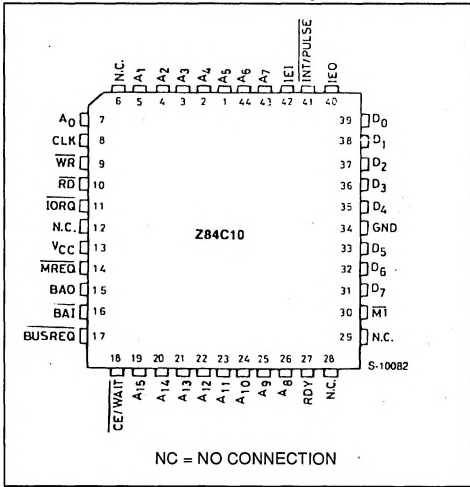 N.C. A1 A2 A3 A4 A5 A6 A7 IEI INT/PULSE IEO
6 5 4 3 2 1 44 43 42 41 40
A0 7 39 D0
CLK 8 38 D1
WR 9 37 D2
RD 10 36 D3
IORQ 11 35 D4
N.C. 12 34 GND
Z84C10
VCC 13 33 D5
MREQ 14 32 D6
BAO 15 31 D7
BAI 16 30 M1
BUSREQ 17 29 N.C.
18 19 20 21 22 23 24 25 26 27 28
CE/WAIT A15 A14 A13 A12 A11 A10 A9 A8 RDY N.C.
S-10082
NC = NO CONNECTION